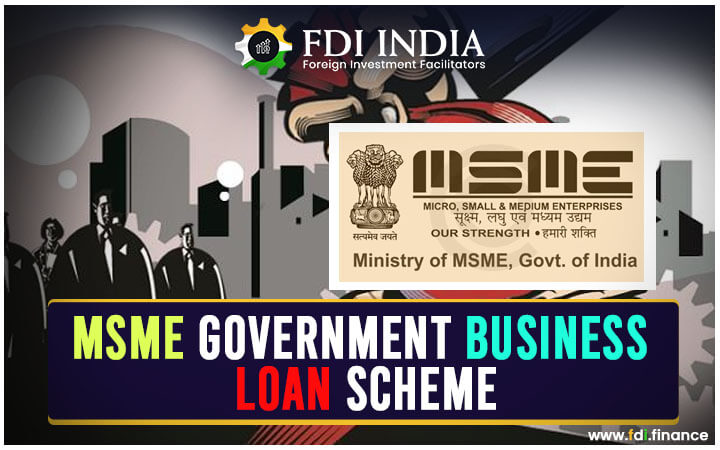 FDI INDIA
Foreign Investment Facilitators
MSME
MICRO, SMALL & MEDIUM ENTERPRISES
सूक्ष्म, लघु एवं मध्यम उद्यम
OUR STRENGTH • हमारी शक्ति
सत्यमेव जयते
Ministry of MSME, Govt. of India
MSME GOVERNMENT BUSINESS
LOAN SCHEME
www.fdi.finance